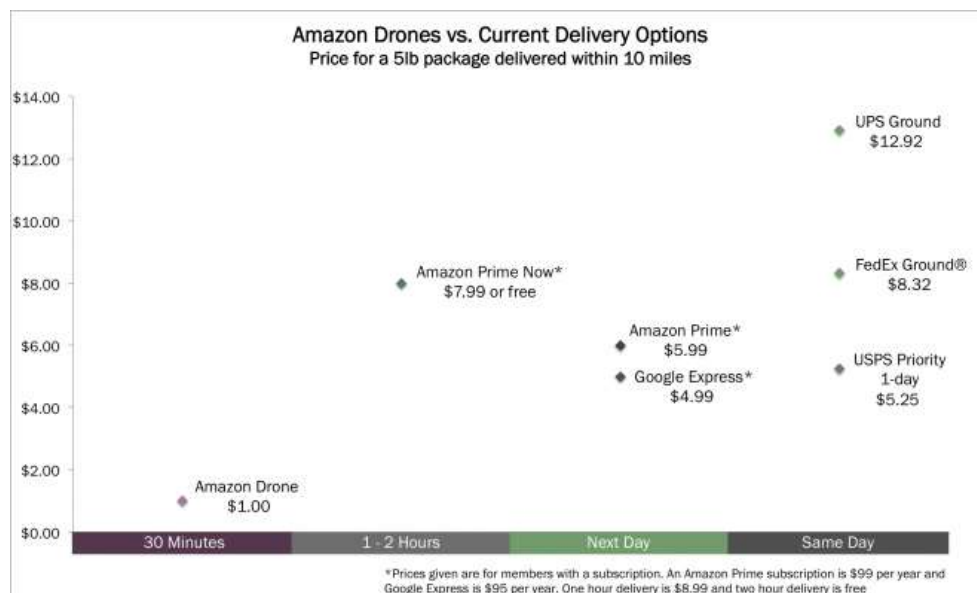 Amazon Drones vs. Current Delivery Options
Price for a 5lb package delivered within 10 miles
$14.00
$12.00
$10.00
$8.00
$6.00
$4.00
$2.00
$0.00
UPS Ground
$12.92
Amazon Prime Now*
$7.99 or free
FedEx Ground®
$8.32
Amazon Prime*
$5.99
Google Express*
$4.99
USPS Priority
1-day
$5.25
Amazon Drone
$1.00
30 Minutes
1 - 2 Hours
Next Day
Same Day
*Prices given are for members with a subscription. An Amazon Prime subscription is $99 per year and
Google Express is $95 per year. One hour delivery is $8.99 and two hour delivery is free